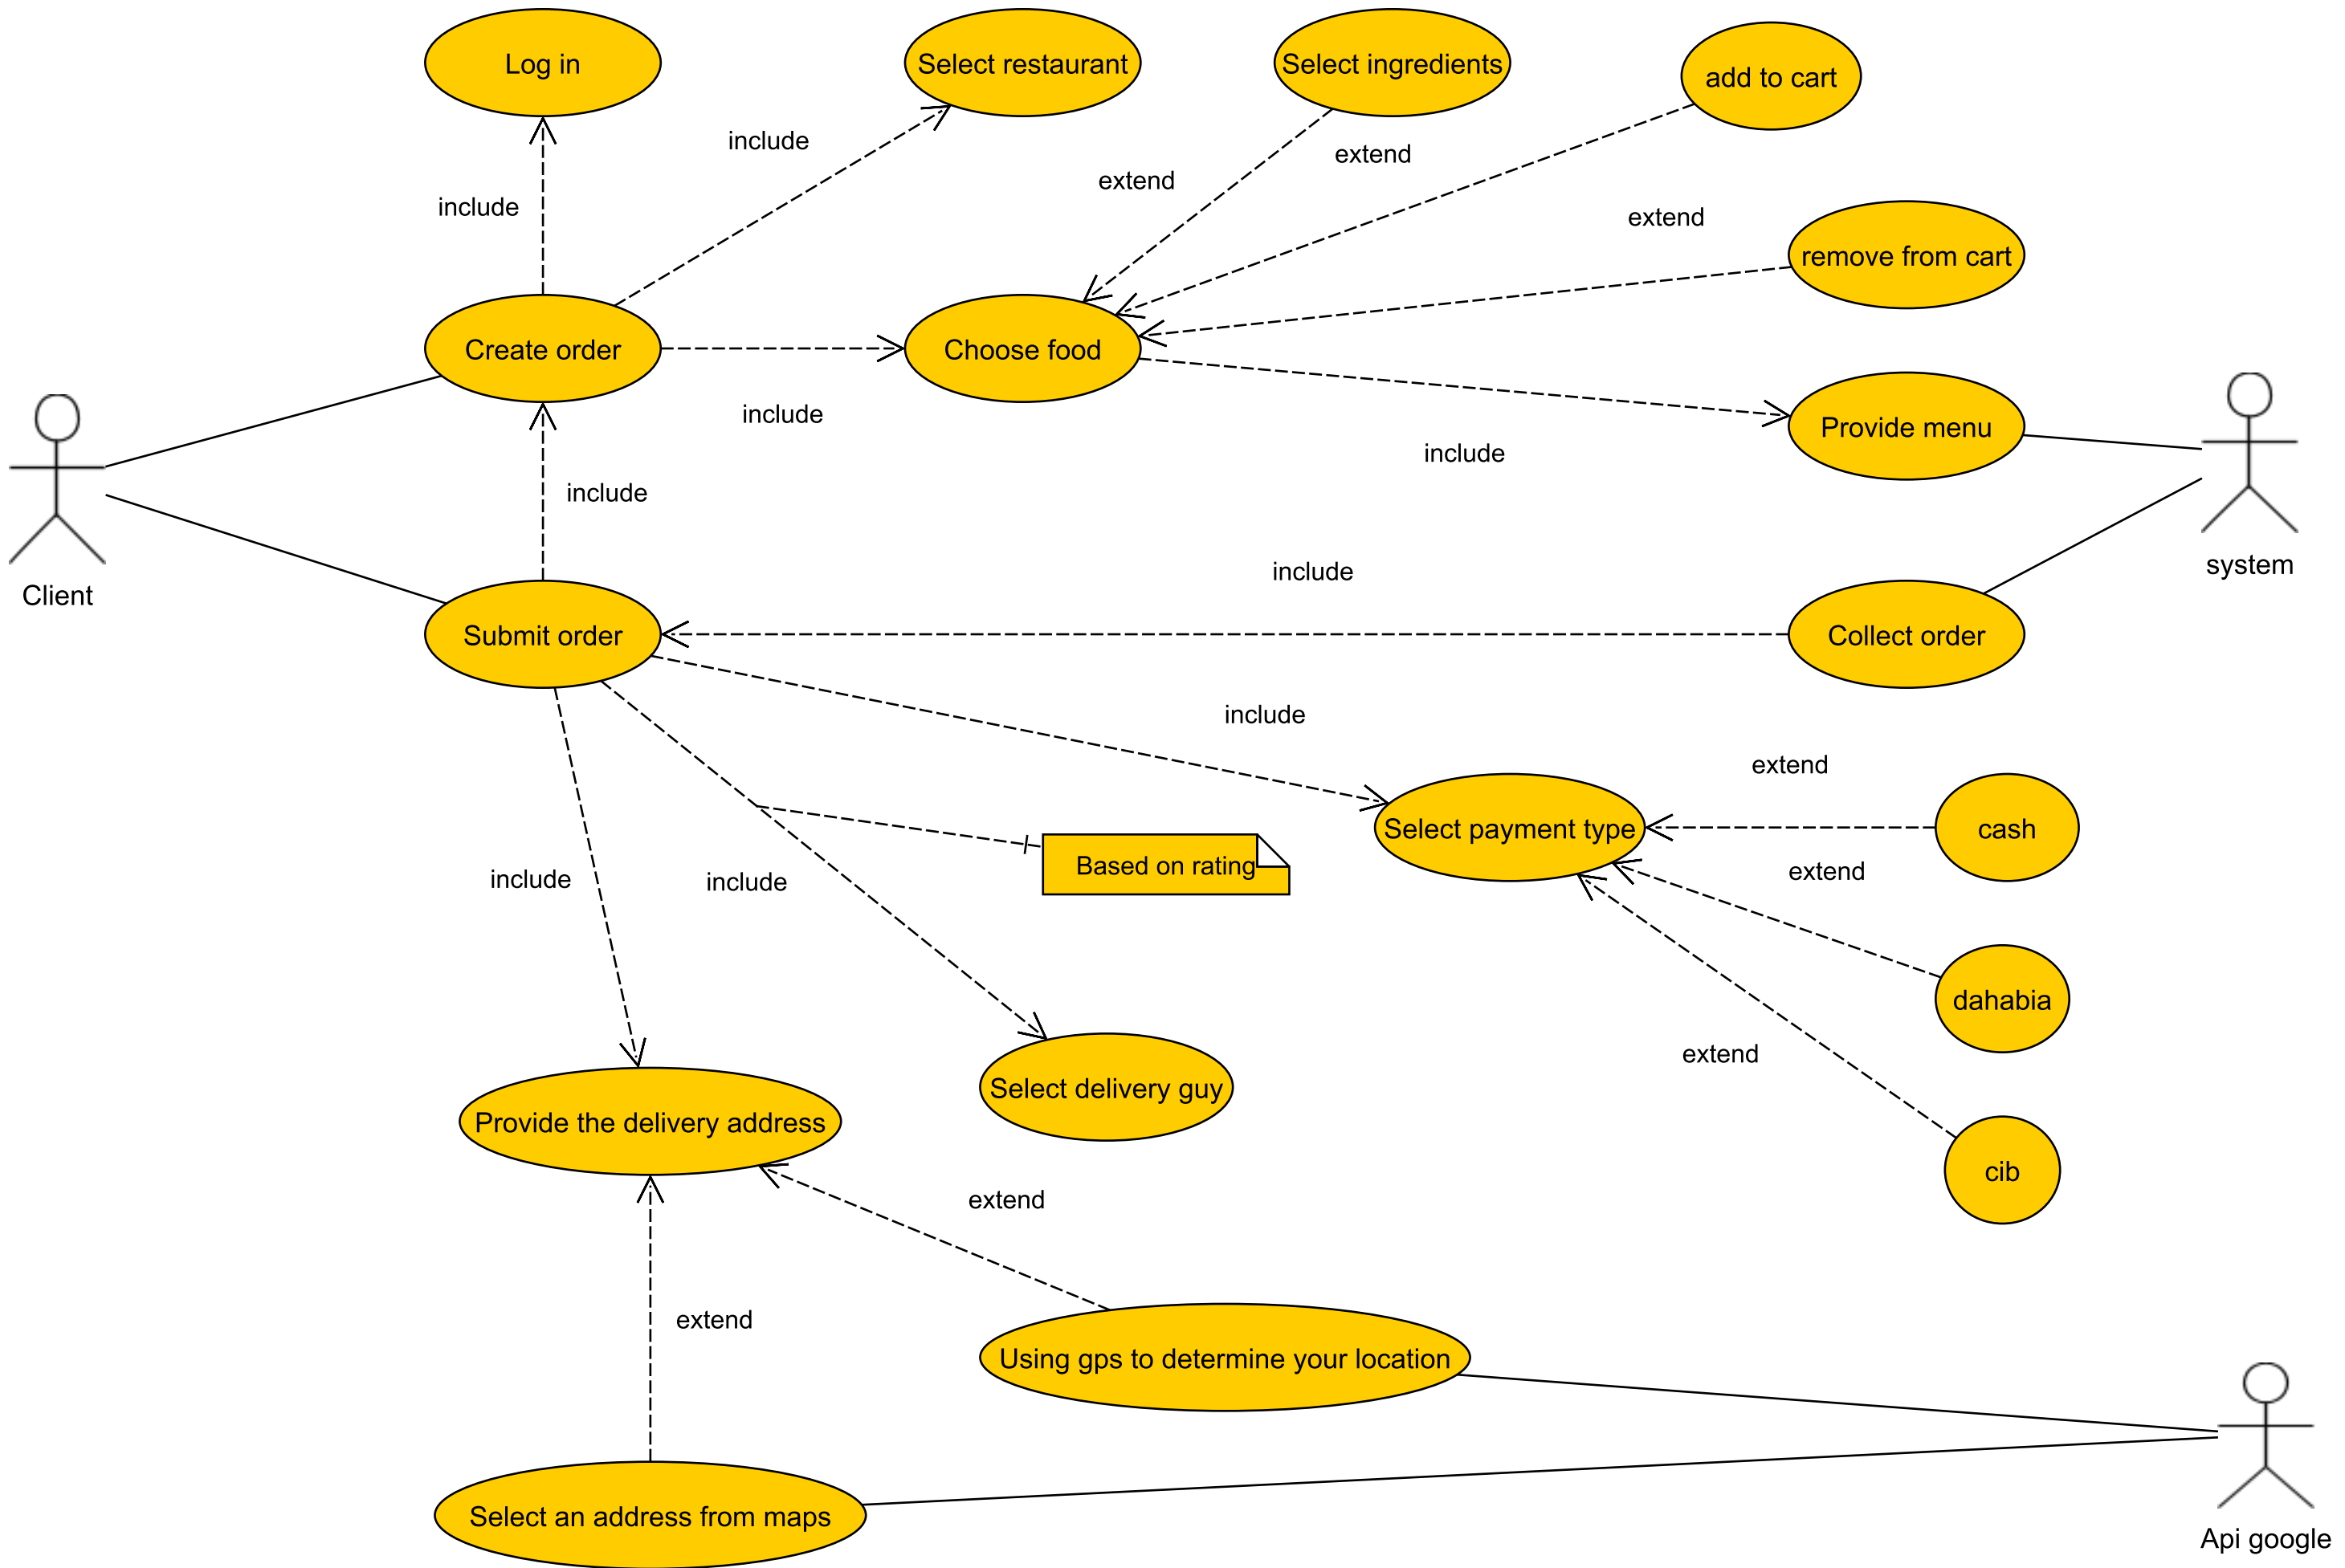 Log in
Select restaurant
Select ingredients
add to cart
include
extend
extend
include
extend
remove from cart
Create order
Choose food
include
Provide menu
include
include
Client
system
include
Submit order
Collect order
include
extend
Select payment type
cash
Based on rating
extend
include
include
dahabia
extend
Select delivery guy
Provide the delivery address
cib
extend
extend
Using gps to determine your location
Select an address from maps
Api google